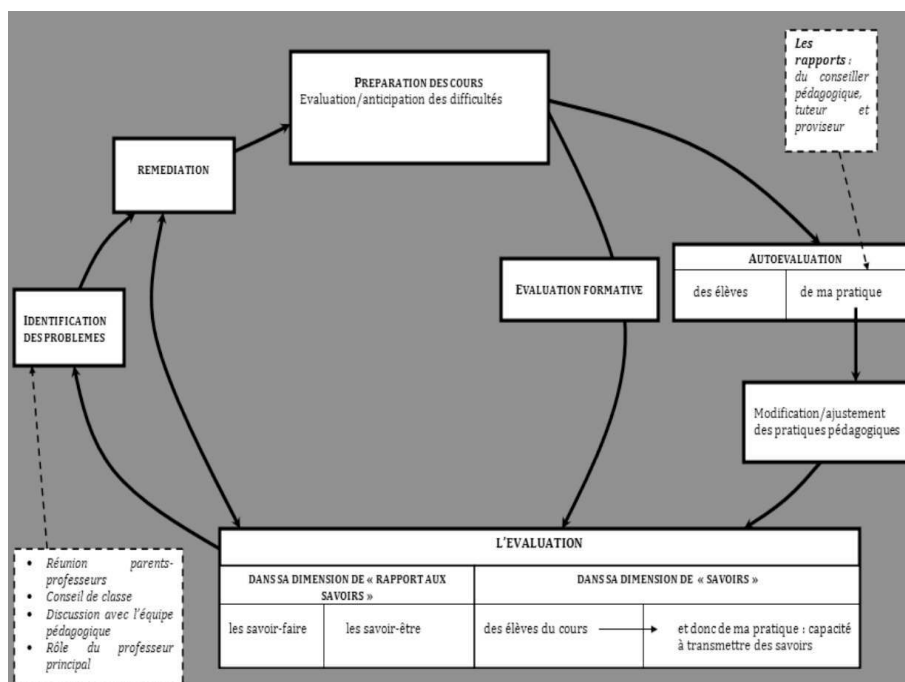 PREPARATION DES COURS
Evaluation/anticipation des difficultés
Les
rapports :
du conseiller
pédagogique,
tuteur et
proviseur
REMEDIATION
AUTOEVALUATION
des élèves
de ma pratique
EVALUATION FORMATIVE
IDENTIFICATION
DES PROBLEMES
Modification/ajustement
des pratiques pédagogiques
L'EVALUATION
DANS SA DIMENSION DE « RAPPORT AUX
SAVOIRS »
DANS SA DIMENSION DE « SAVOIRS »
les savoir-faire
les savoir-être
des élèves du cours
et donc de ma pratique : capacité
à transmettre des savoirs
• Réunion parents-
professeurs
• Conseil de classe
• Discussion avec l'équipe
pédagogique
• Rôle du professeur
principal